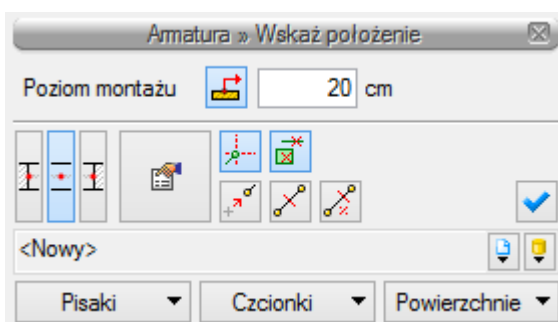 Armatura » Wskaż położenie
Poziom montażu 20 cm
<Nowy>
Pisaki Czcionki Powierzchnie